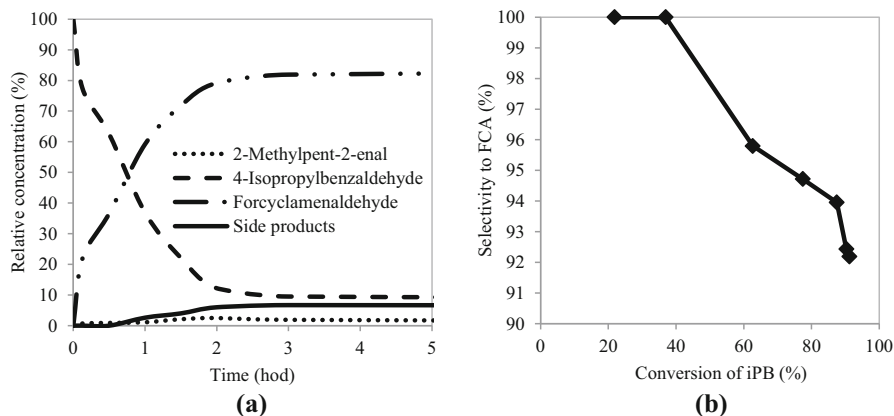 Relative concentration (%)
100
90
80
70
60
50
40
30
20
10
0
2-Methylpent-2-enal
4-Isopropylbenzaldehyde
Forcyclamenaldehyde
Side products
0 1 2 3 4 5
Time (hod)
(a)
Selectivity to FCA (%)
100
99
98
97
96
95
94
93
92
91
90
0 20 40 60 80 100
Conversion of iPB (%)
(b)